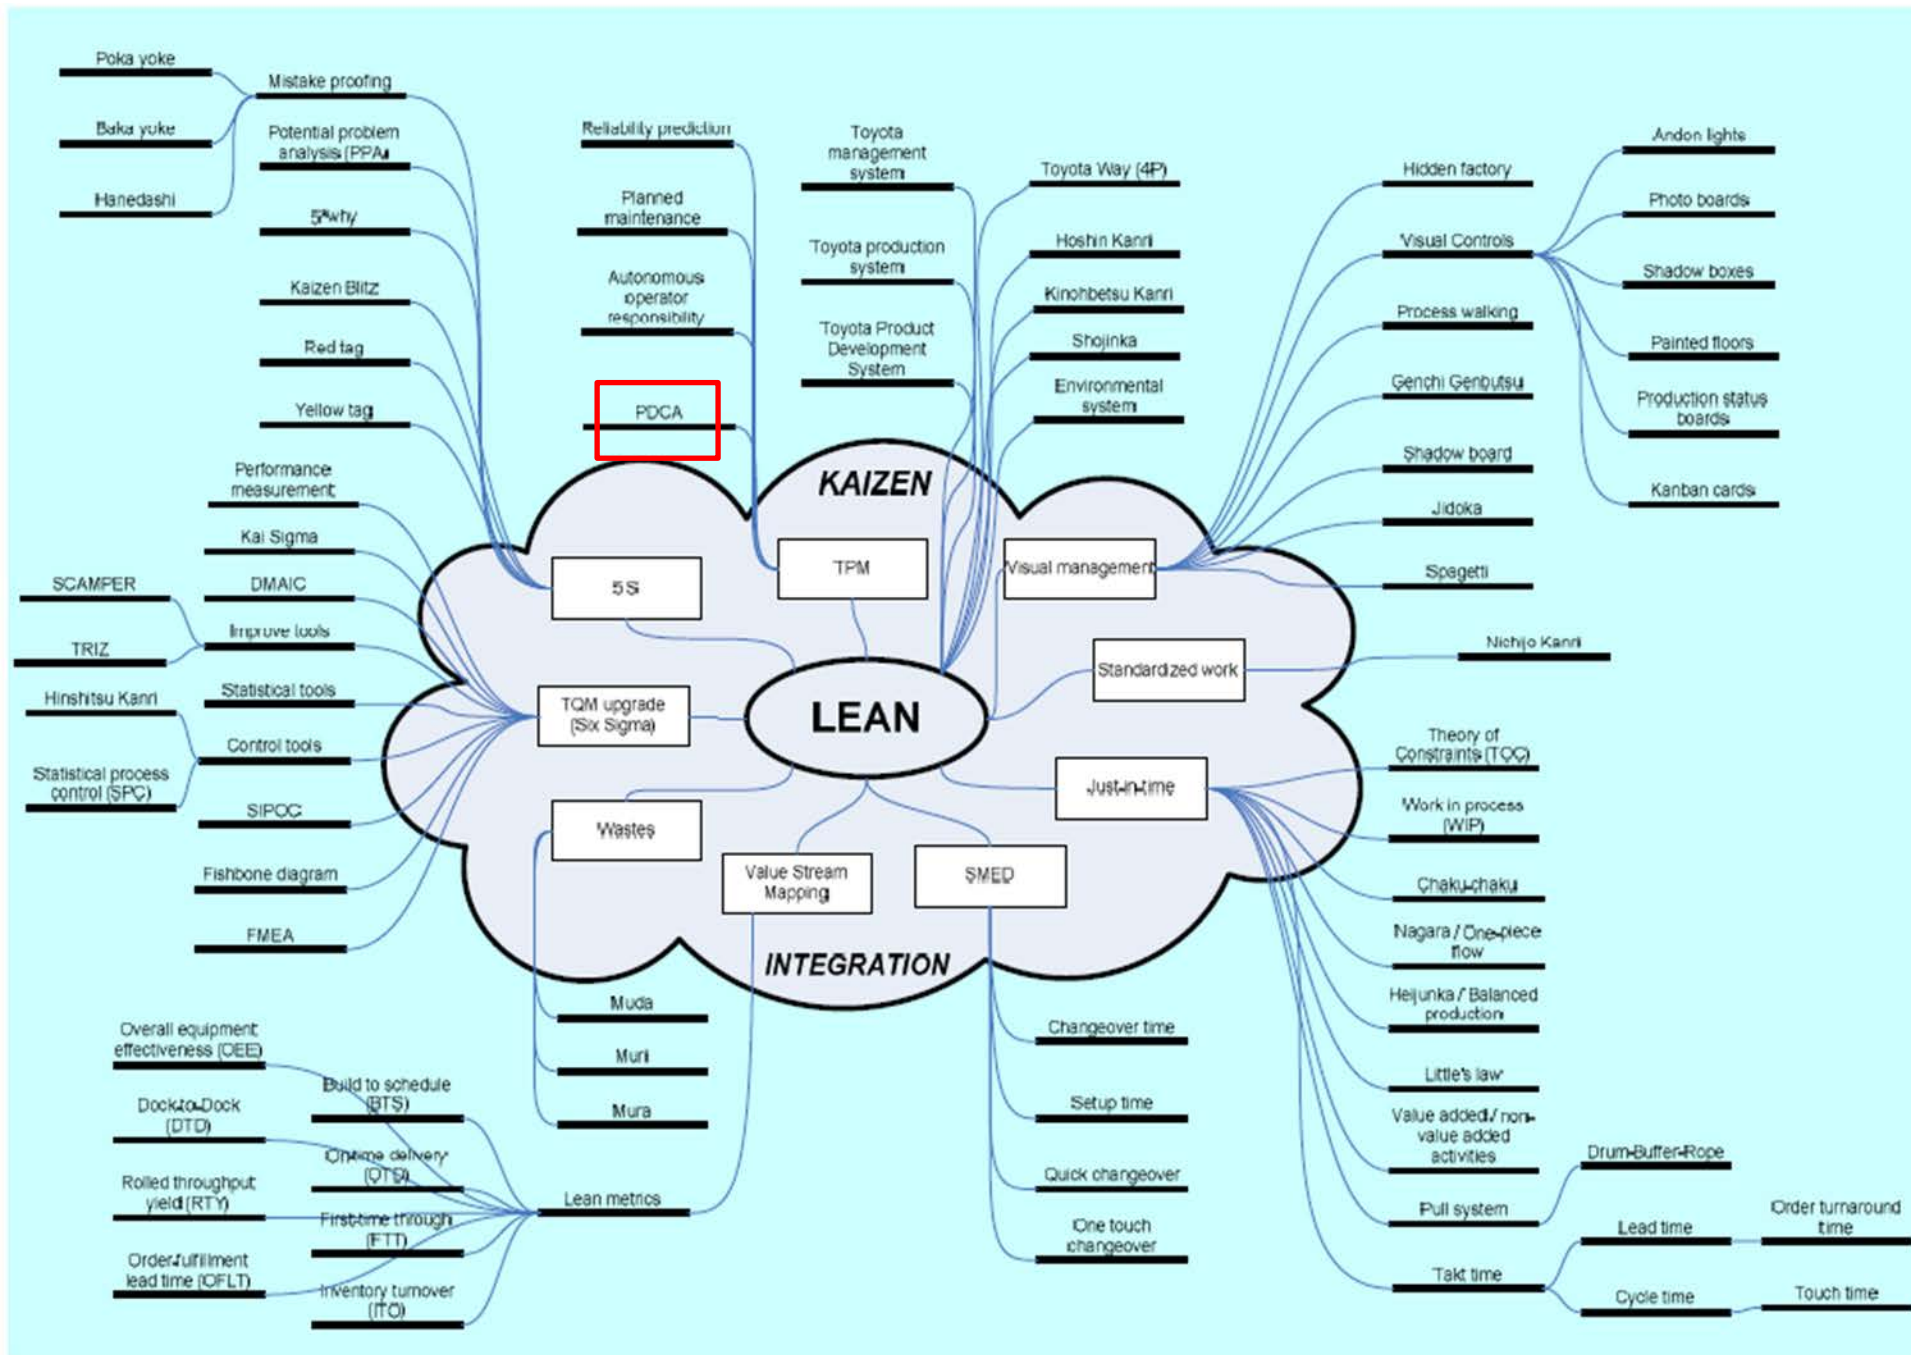 Poka yoke
Mistake proofing
Baka yoke
Hanedashi
Potential problem
analysis (PPA)
5*why
Kaizen Blitz
Red tag
Yellow tag
Reliability prediction
Planned
maintenance
Autonomous
operator
responsibility
PDCA
Toyota
management
system
Toyota production
system
Toyota Product
Development
System
Toyota Way (4P)
Hoshin Kanri
Kinohbetsu Kanri
Shojinka
Environmental
system
Hidden factory
Visual Controls
Process walking
Genchi Genbutsu
Shadow board
Jidoka
Spagetti
Andon lights
Photo boards
Shadow boxes
Painted floors
Production status
boards
Kanban cards
Performance
measurement
Kai Sigma
DMAIC
Improve tools
SCAMPER
TRIZ
Statistical tools
Hinshitsu Kanri
Control tools
Statistical process
control (SPC)
SIPOC
Fishbone diagram
FMEA
KAIZEN
5 S
TPM
Visual management
Standardized work
Nichijo Kanri
TQM upgrade
(Six Sigma)
LEAN
Just-in-time
Wastes
Value Stream
Mapping
SMED
INTEGRATION
Theory of
Constraints (TOC)
Work in process
(WIP)
Chaku-chaku
Nagara / One-piece
flow
Heijunka / Balanced
production
Little's law
Value added / non-
value added
activities
Pull system
Drum-Buffer-Rope
Takt time
Lead time
Order turnaround
time
Cycle time
Touch time
Muda
Muri
Mura
Changeover time
Setup time
Quick changeover
One touch
changeover
Overall equipment
effectiveness (OEE)
Dock-to-Dock
(DTD)
Rolled throughput
yield (RTY)
Order-fulfillment
lead time (OFLT)
Build to schedule
(BTS)
On-time delivery
(OTD)
First-time through
(FTT)
Inventory turnover
(ITO)
Lean metrics